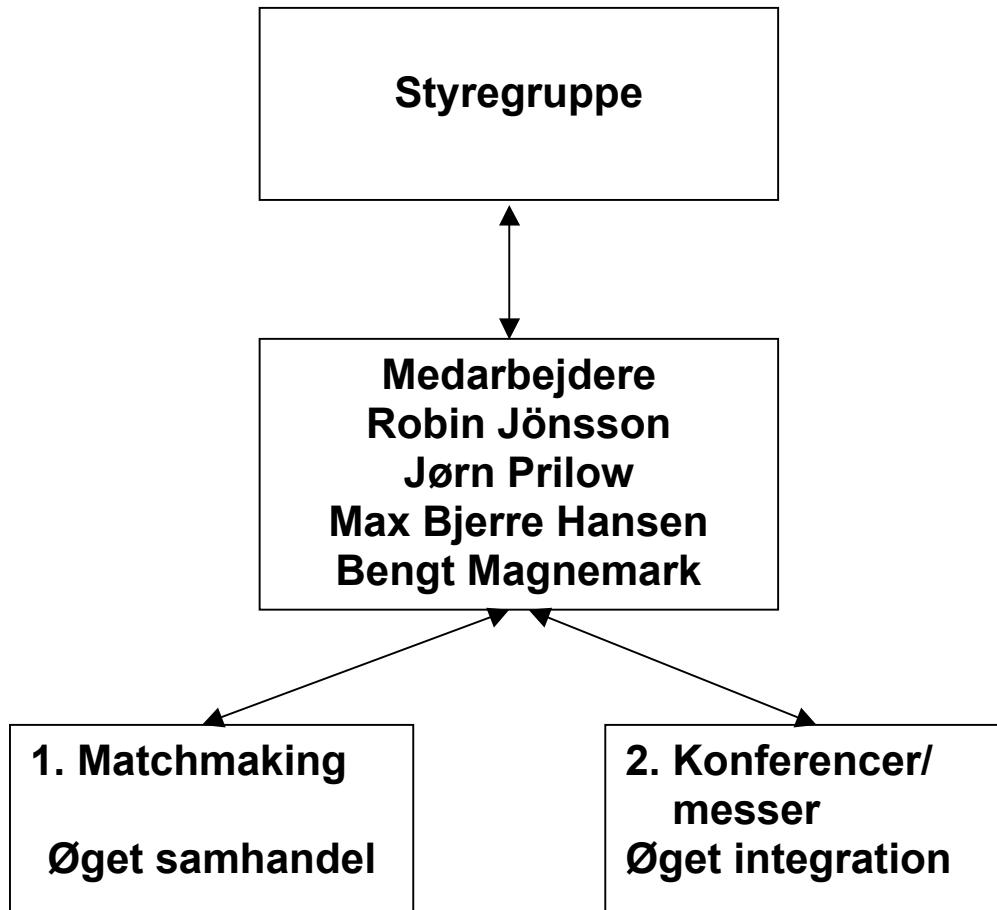 Styregruppe
Medarbejdere
Robin Jönsson
Jørn Prilow
Max Bjerre Hansen
Bengt Magnemark
1. Matchmaking
Øget samhandel
2. Konferencer/
messer
Øget integration